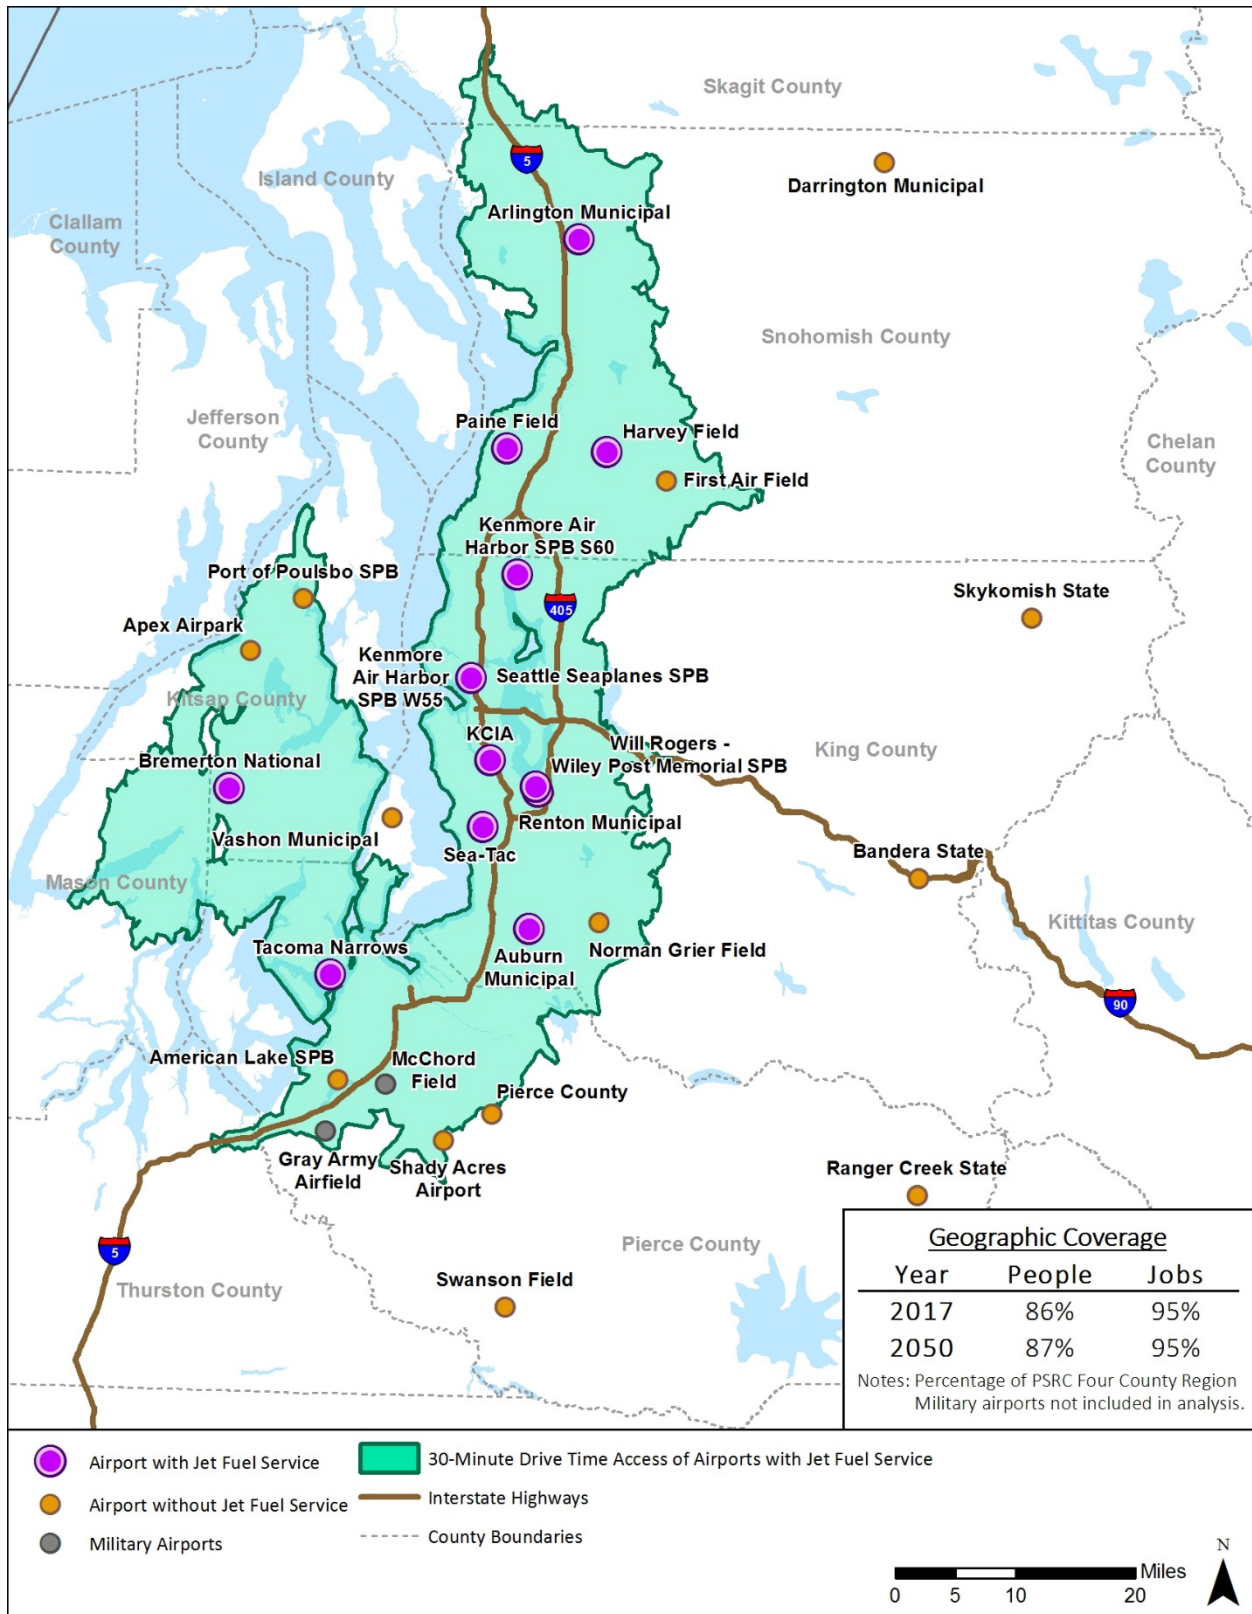 Skagit County
5
Darrington Municipal
Island County
Arlington Municipal
Clallam
County
Snohomish County
Jefferson
County
Paine Field
Harvey Field
Chelan
County
First Air Field
Kenmore Air
Harbor SPB S60
Port of Poulsbo SPB
Skykomish State
405
Apex Airpark
Kenmore
Air Harbor
SPB W55
Seattle Seaplanes SPB
Kitsap County
KCIA
Will Rogers -
Wiley Post Memorial SPB
King County
Bremerton National
Vashon Municipal
Renton Municipal
Sea-Tac
Bandera State
Mason County
Kittitas County
Tacoma Narrows
Auburn
Municipal
Norman Grier Field
90
American Lake SPB
McChord
Field
Pierce County
Gray Army
Airfield
Shady Acres
Airport
Ranger Creek State
5
Pierce County
Thurston County
Swanson Field
Geographic Coverage
Year People Jobs
2017 86% 95%
2050 87% 95%
Notes: Percentage of PSRC Four County Region
Military airports not included in analysis.
Airport with Jet Fuel Service
30-Minute Drive Time Access of Airports with Jet Fuel Service
Airport without Jet Fuel Service
Interstate Highways
Military Airports
County Boundaries
N
Miles
0 5 10 20